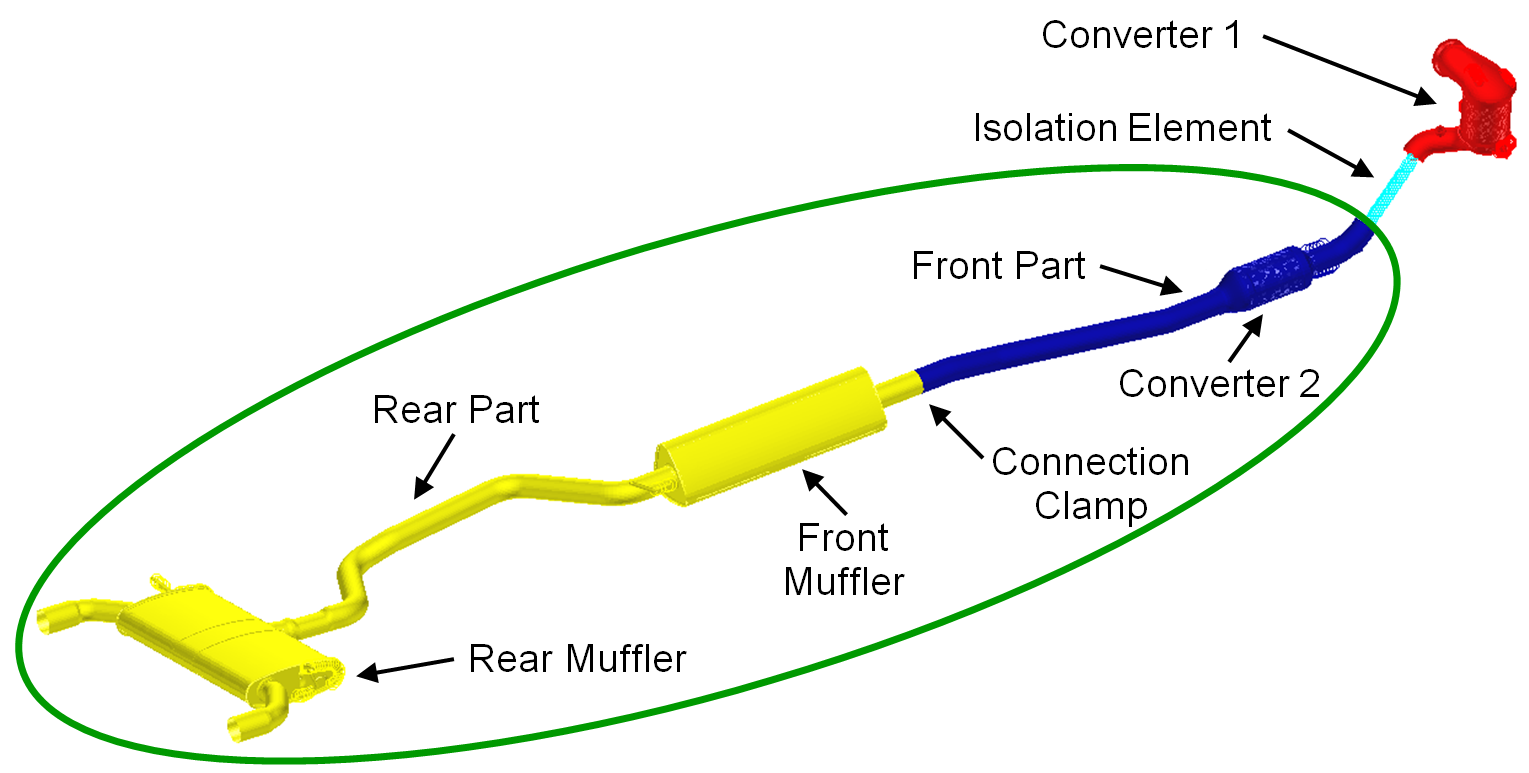 Converter 1
Isolation Element
Front Part
Converter 2
Rear Part
Connection
Clamp
Front
Muffler
Rear Muffler